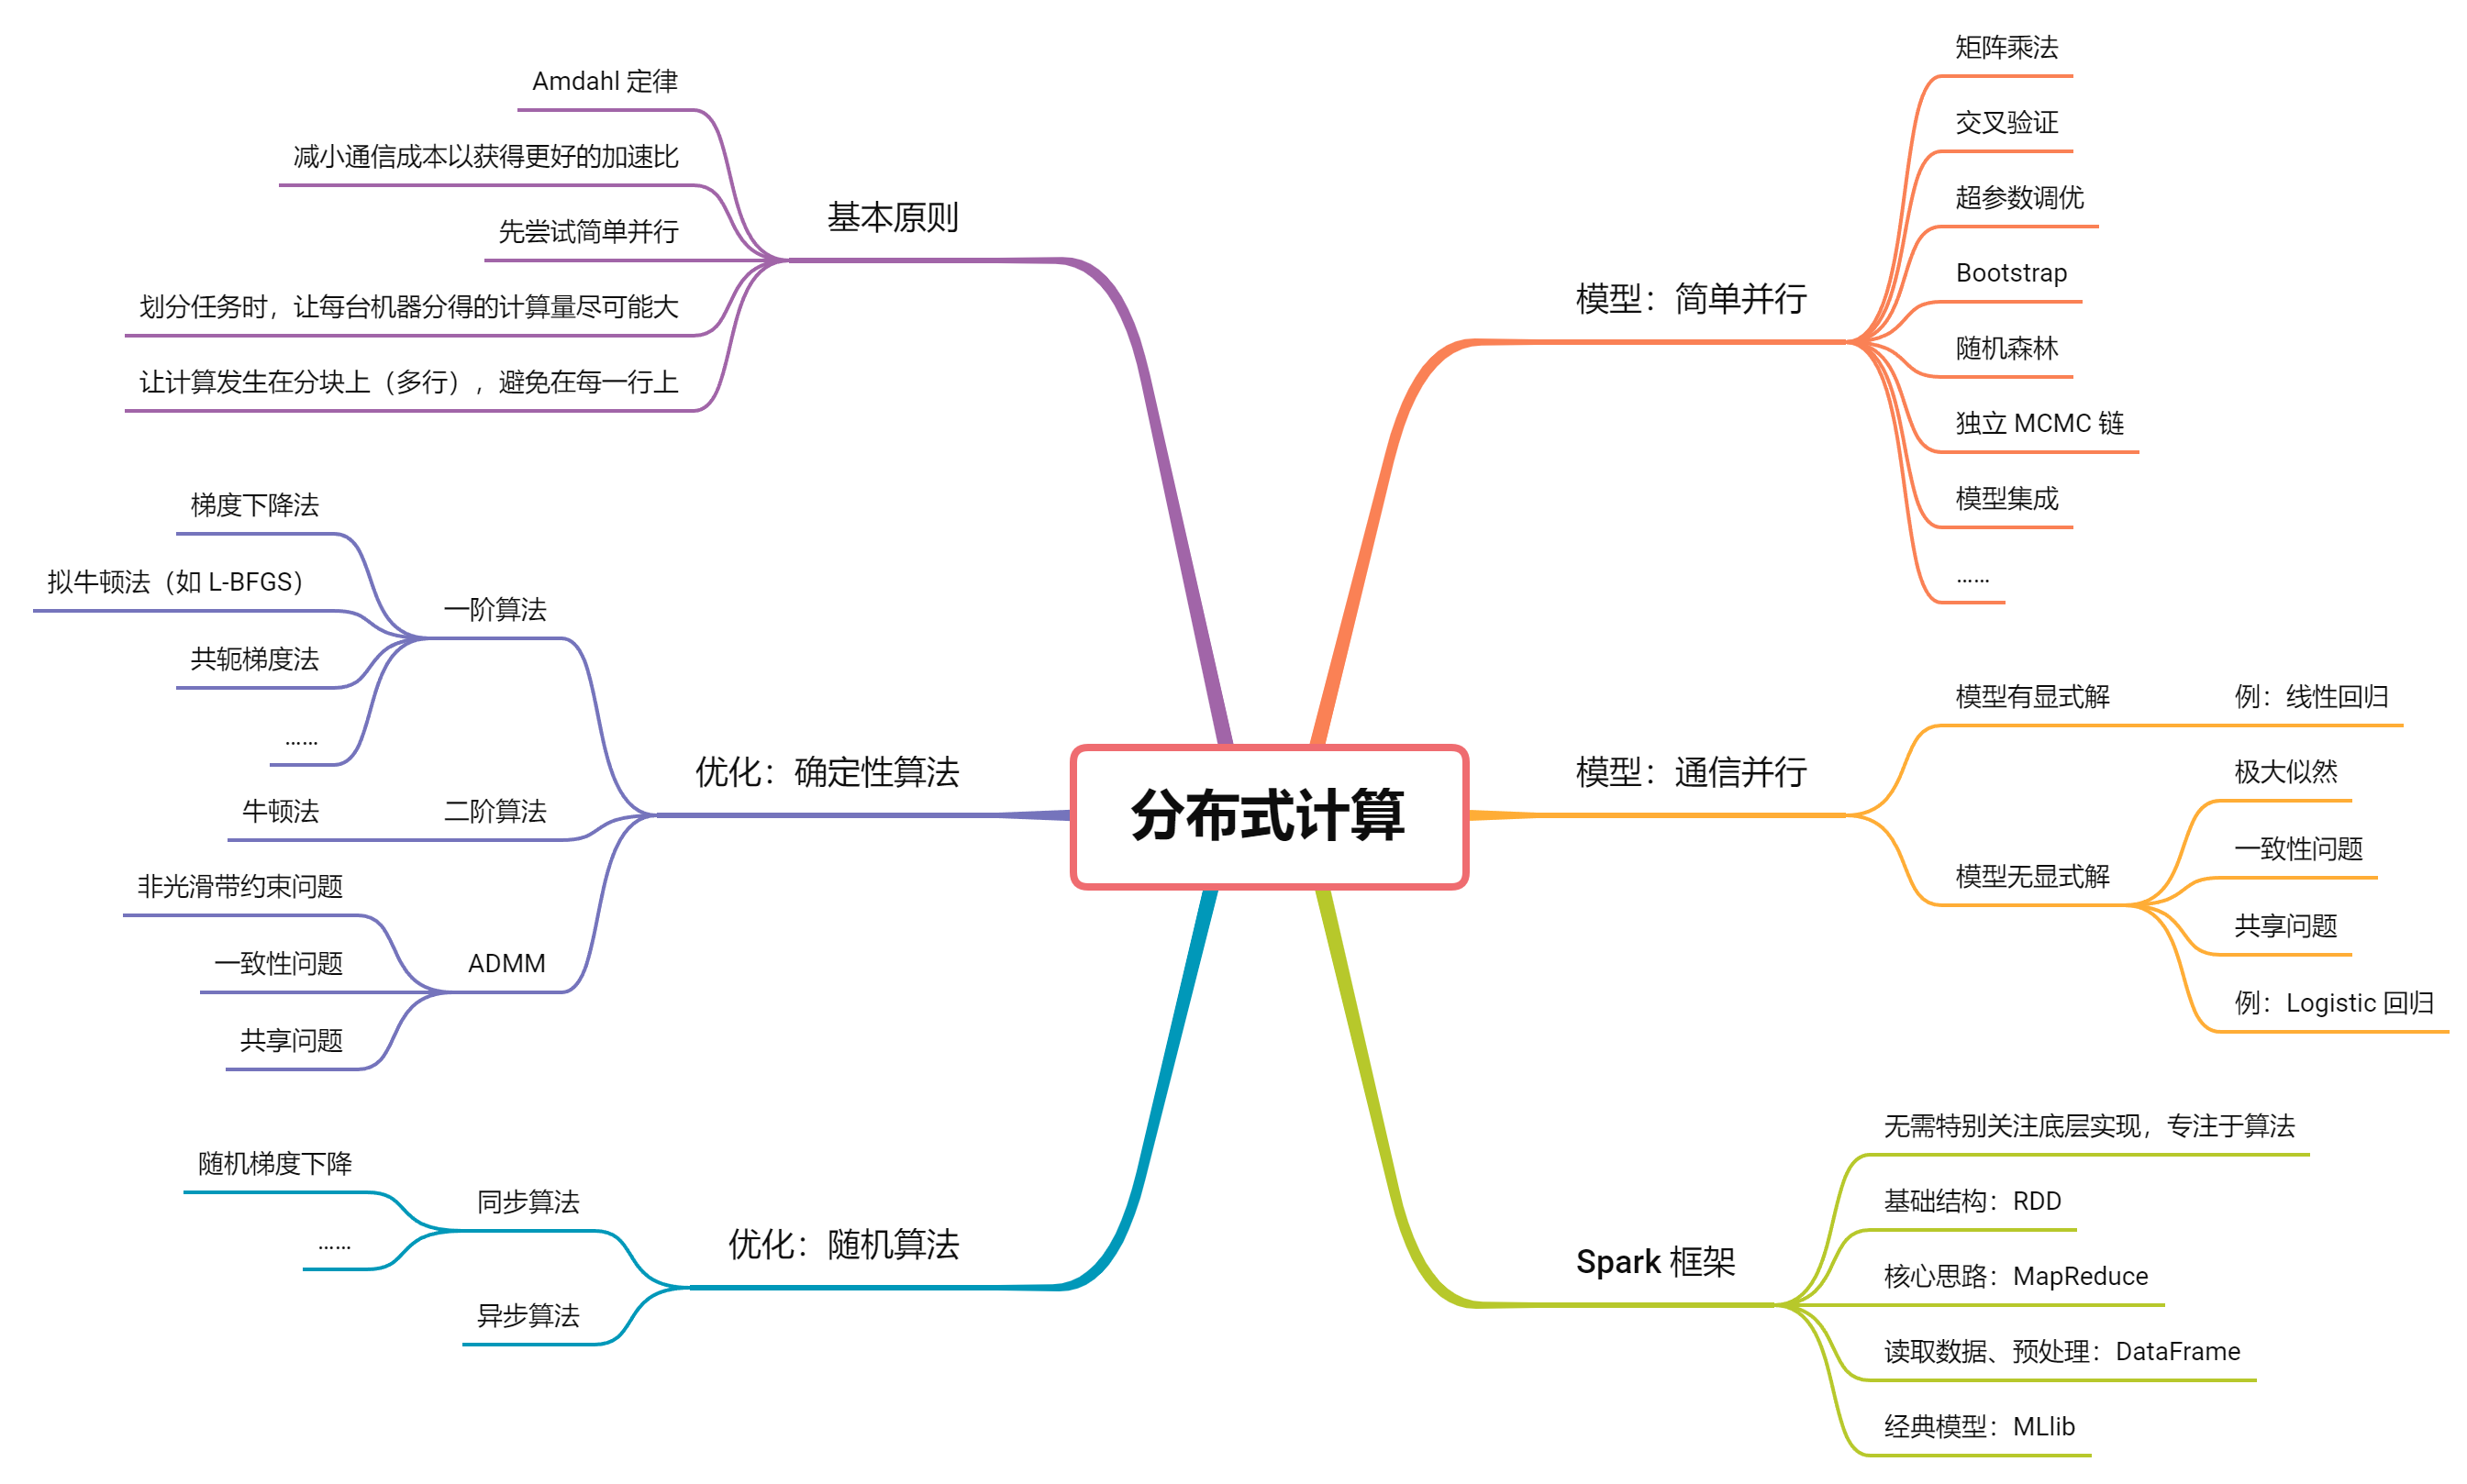 分布式计算
基本原则
Amdahl 定律
减小通信成本以获得更好的加速比
先尝试简单并行
划分任务时，让每台机器分得的计算量尽可能大
让计算发生在分块上（多行），避免在每一行上
优化：确定性算法
一阶算法
梯度下降法
拟牛顿法（如 L-BFGS）
共轭梯度法
……
二阶算法
牛顿法
ADMM
非光滑带约束问题
一致性问题
共享问题
优化：随机算法
同步算法
随机梯度下降
……
异步算法
模型：简单并行
矩阵乘法
交叉验证
超参数调优
Bootstrap
随机森林
独立 MCMC 链
模型集成
……
模型：通信并行
模型有显式解
例：线性回归
模型无显式解
极大似然
一致性问题
共享问题
例：Logistic 回归
Spark 框架
无需特别关注底层实现，专注于算法
基础结构：RDD
核心思路：MapReduce
读取数据、预处理：DataFrame
经典模型：MLlib